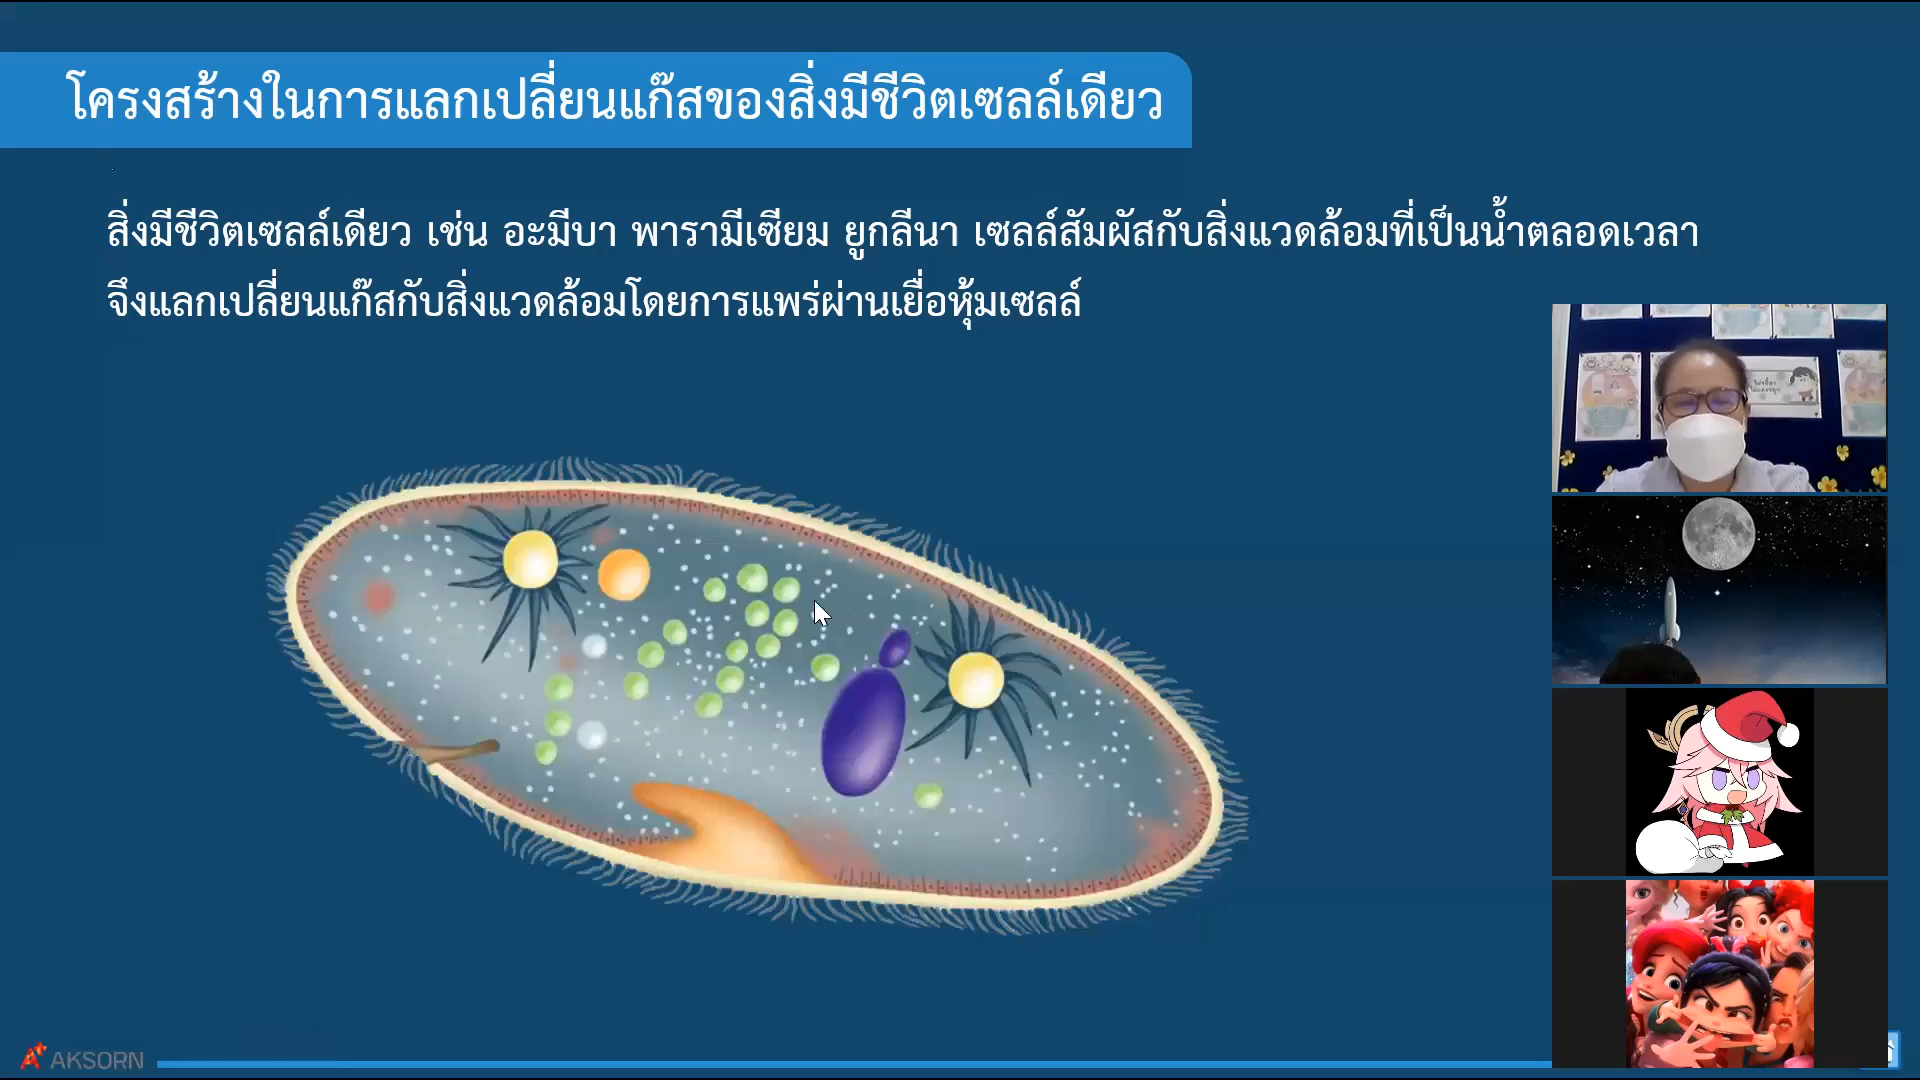 โครงสร้างในการแลกเปลี่ยนแก๊สของสิ่งมีชีวิตเซลล์เดียว
สิ่งมีชีวิตเซลล์เดียว เช่น อะมีบา พารามีเซียม ยูกลีนา เซลล์สัมผัสกับสิ่งแวดล้อมที่เป็นน้ำตลอดเวลา
จึงแลกเปลี่ยนแก๊สกับสิ่งแวดล้อมโดยการแพร่ผ่านเยื่อหุ้มเซลล์
AKSORN